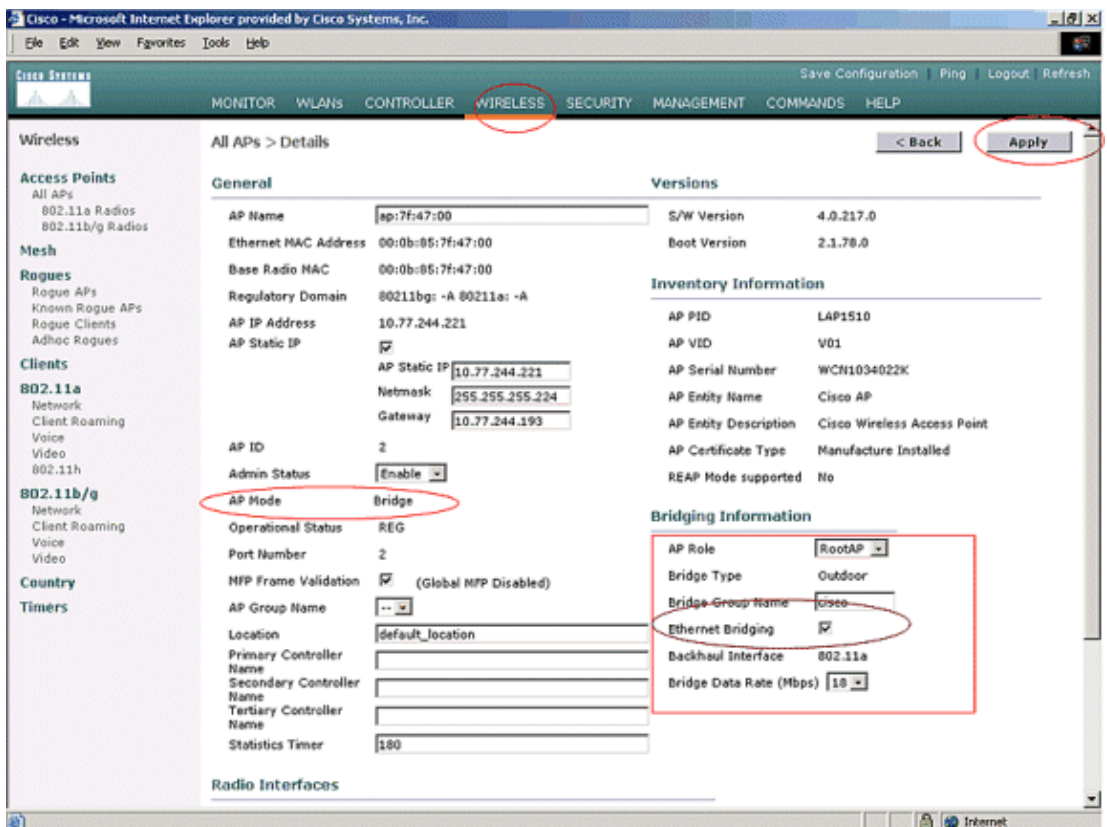 Cisco - Microsoft Internet Explorer provided by Cisco Systems, Inc.
File Edit View Favorites Tools Help
Cisco Systems
Save Configuration | Ping | Logout | Refresh
MONITOR WLANs CONTROLLER WIRELESS SECURITY MANAGEMENT COMMANDS HELP
Wireless
Access Points
All APs
802.11a Radios
802.11b/g Radios
Mesh
Rogues
Rogue APs
Known Rogue APs
Rogue Clients
Adhoc Rogues
Clients
802.11a
Network
Client Roaming
Voice
Video
802.11h
802.11b/g
Network
Client Roaming
Voice
Video
Country
Timers
All APs > Details
< Back
Apply
General
AP Name ap:7f:47:00
Ethernet MAC Address 00:0b:85:7f:47:00
Base Radio MAC 00:0b:85:7f:47:00
Regulatory Domain 80211bg: -A 80211a: -A
AP IP Address 10.77.244.221
AP Static IP
AP Static IP 10.77.244.221
Netmask 255.255.255.224
Gateway 10.77.244.193
AP ID 2
Admin Status Enable
AP Mode Bridge
Operational Status REG
Port Number 2
MFP Frame Validation (Global MFP Disabled)
AP Group Name --
Location default_location
Primary Controller
Name
Secondary Controller
Name
Tertiary Controller
Name
Statistics Timer 180
Radio Interfaces
Versions
S/W Version 4.0.217.0
Boot Version 2.1.78.0
Inventory Information
AP PID LAP1510
AP VID V01
AP Serial Number WCN1034022K
AP Entity Name Cisco AP
AP Entity Description Cisco Wireless Access Point
AP Certificate Type Manufacture Installed
REAP Mode supported No
Bridging Information
AP Role RootAP
Bridge Type Outdoor
Bridge Group Name cisco
Ethernet Bridging
Backhaul Interface 802.11a
Bridge Data Rate (Mbps) 18
Internet